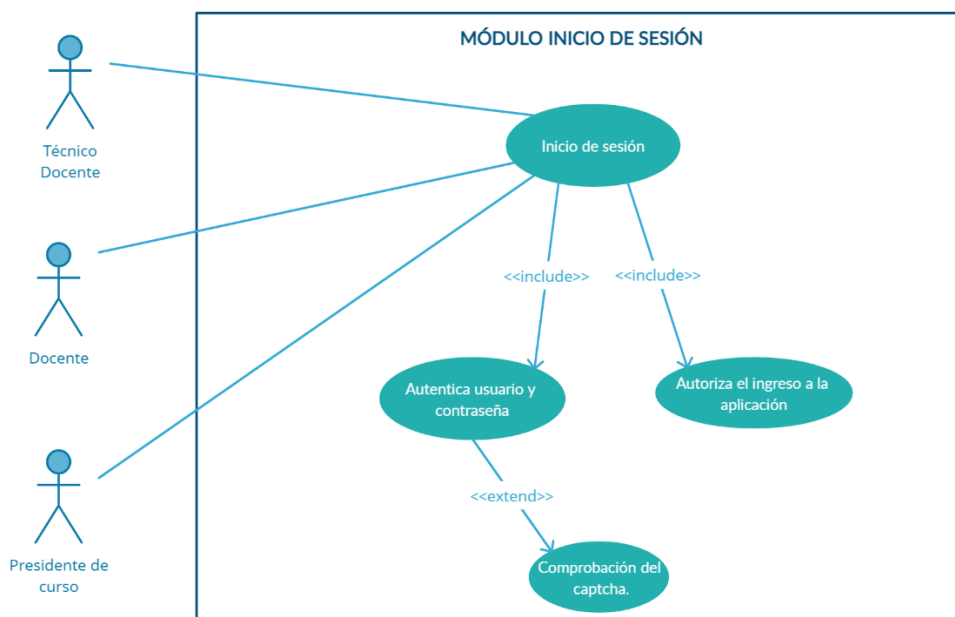 MÓDULO INICIO DE SESIÓN
Técnico
Docente
Inicio de sesión
Docente
<<include>>
<<include>>
Autentica usuario y
contraseña
Autoriza el ingreso a la
aplicación
<<extend>>
Presidente de
curso
Comprobación del
captcha.